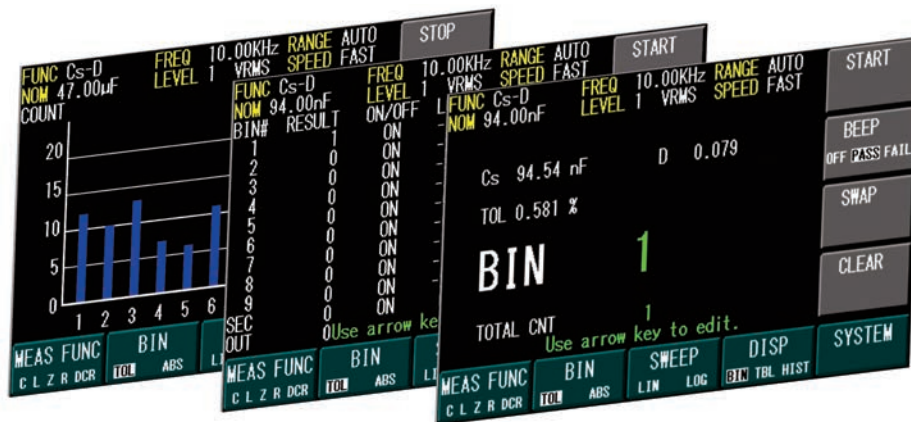 FUNC Cs-D FREQ 10.00KHz RANGE AUTO
NOM 47.00µF LEVEL 1 VRMS SPEED FAST
STOP
COUNT
20
15
10
5
0
1 2 3 4 5 6
MEAS FUNC
C L Z R DCR
BIN
TOL ABS
FUNC Cs-D FREQ 10.00KHz RANGE AUTO
NOM 94.00nF LEVEL 1 VRMS SPEED FAST
START
BIN# RESULT ON/OFF
1 1 ON
2 0 ON
3 0 ON
4 0 ON
5 0 ON
6 0 ON
7 0 ON
8 0 ON
9 0 ON
SEC 0
OUT 0
Use arrow ke
MEAS FUNC
C L Z R DCR
BIN
TOL ABS
FUNC Cs-D FREQ 10.00KHz RANGE AUTO
NOM 94.00nF LEVEL 1 VRMS SPEED FAST
START
Cs 94.54 nF D 0.079
TOL 0.581 %
BIN 1
TOTAL CNT 1
Use arrow key to edit.
BEEP
OFF PASS FAIL
SWAP
CLEAR
MEAS FUNC
C L Z R DCR
BIN
TOL ABS
SWEEP
LIN LOG
DISP
BIN TBL HIST
SYSTEM